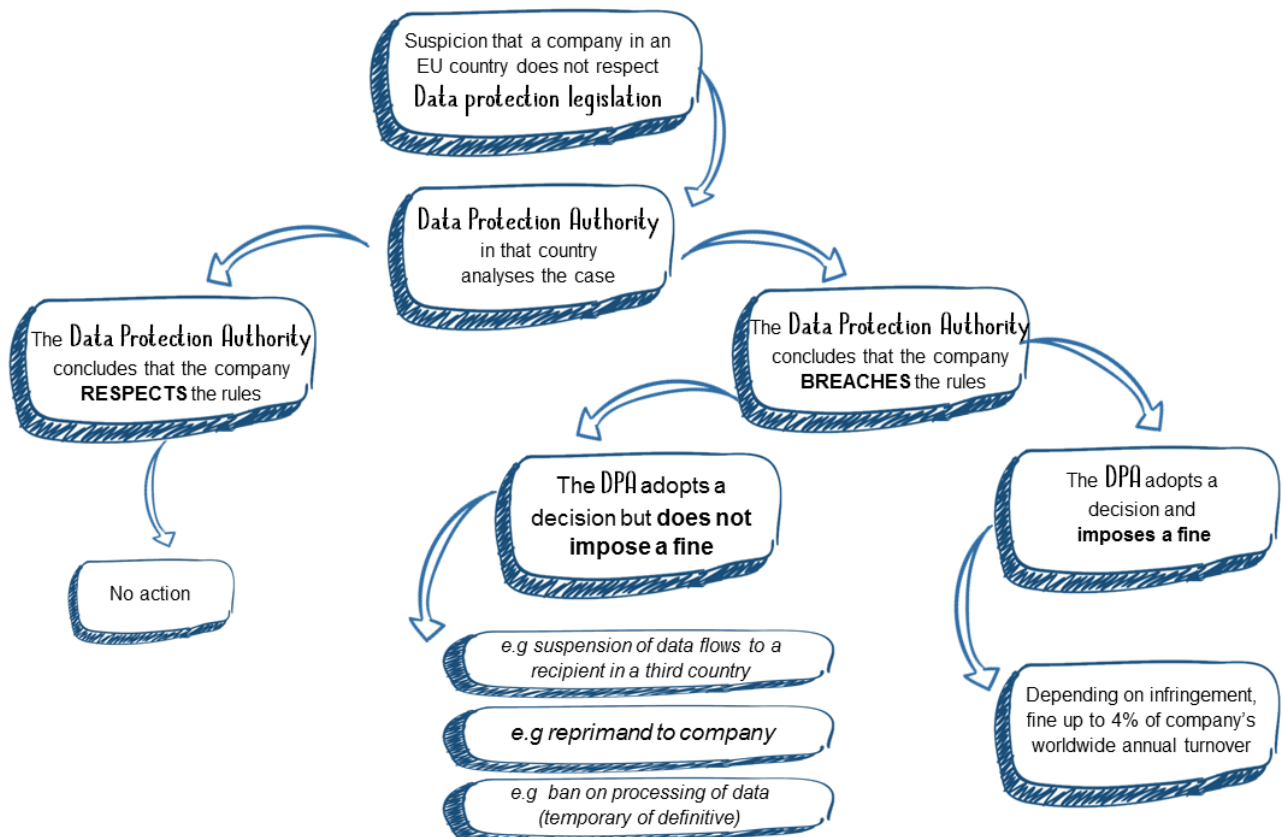 Suspicion that a company in an
EU country does not respect
Data protection legislation
Data Protection Authority
in that country
analyses the case
The Data Protection Authority
concludes that the company
RESPECTS the rules
No action
The Data Protection Authority
concludes that the company
BREACHES the rules
The DPA adopts a
decision but does not
impose a fine
e.g suspension of data flows to a
recipient in a third country
e.g reprimand to company
e.g ban on processing of data
(temporary of definitive)
The DPA adopts a
decision and
imposes a fine
Depending on infringement,
fine up to 4% of company's
worldwide annual turnover